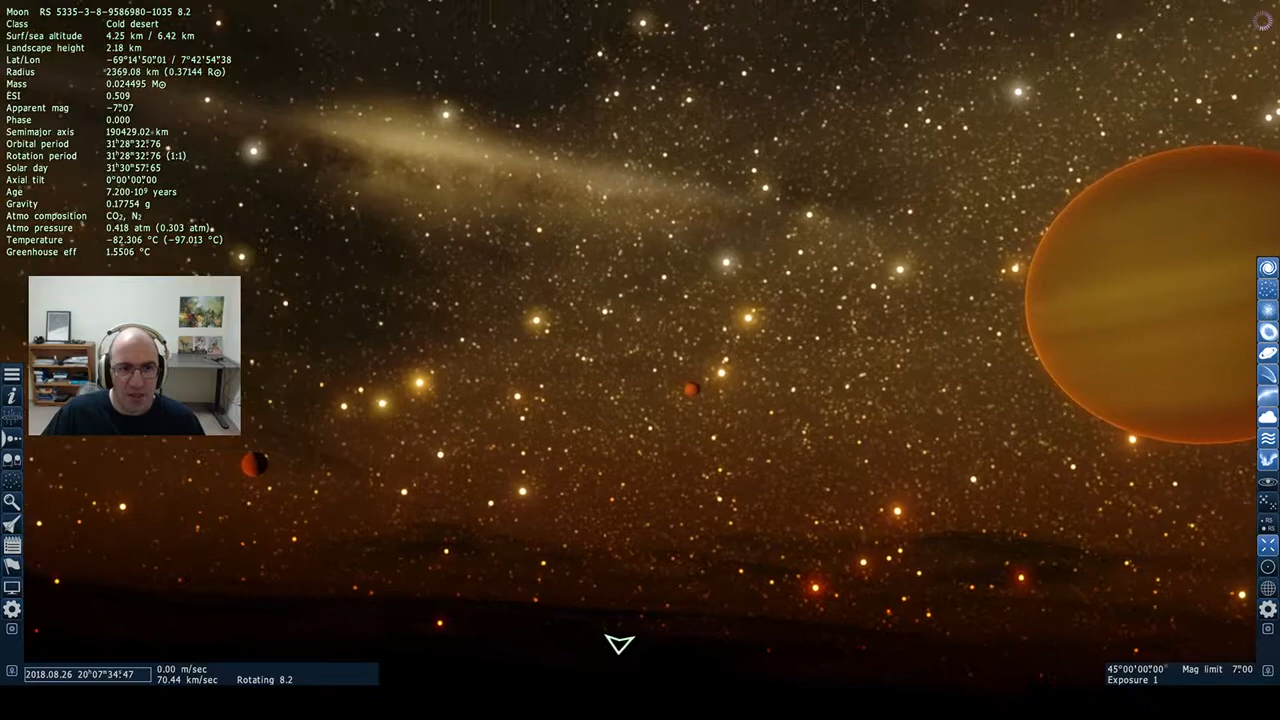 Moon RS 5335-3-8-9586980-1035 8.2
Class Cold desert
Surf/sea altitude 4.25 km / 6.42 km
Landscape height 2.18 km
Lat/Lon -69°14'50."01 / 7°42'54."38
Radius 2369.08 km (0.37144 R⊙)
Mass 0.024495 M⊙
ESI 0.509
Apparent mag -7.07
Phase 0.000
Semimajor axis 190429.02 km
Orbital period 31ʰ28ᵐ32ˢ.76
Rotation period 31ʰ28ᵐ32ˢ.76 (1:1)
Solar day 31ʰ30ᵐ57ˢ.65
Axial tilt 0°00'00."00
Age 7.200·10⁹ years
Gravity 0.17754 g
Atmo composition CO₂, N₂
Atmo pressure 0.418 atm (0.303 atm)
Temperature -82.306 °C (-97.013 °C)
Greenhouse eff 1.5506 °C
RS
RS
2018.08.26 20ʰ07ᵐ34ˢ.47
0.00 m/sec
70.44 km/sec Rotating 8.2
45°00'00."00 Mag limit 7.00
Exposure 1